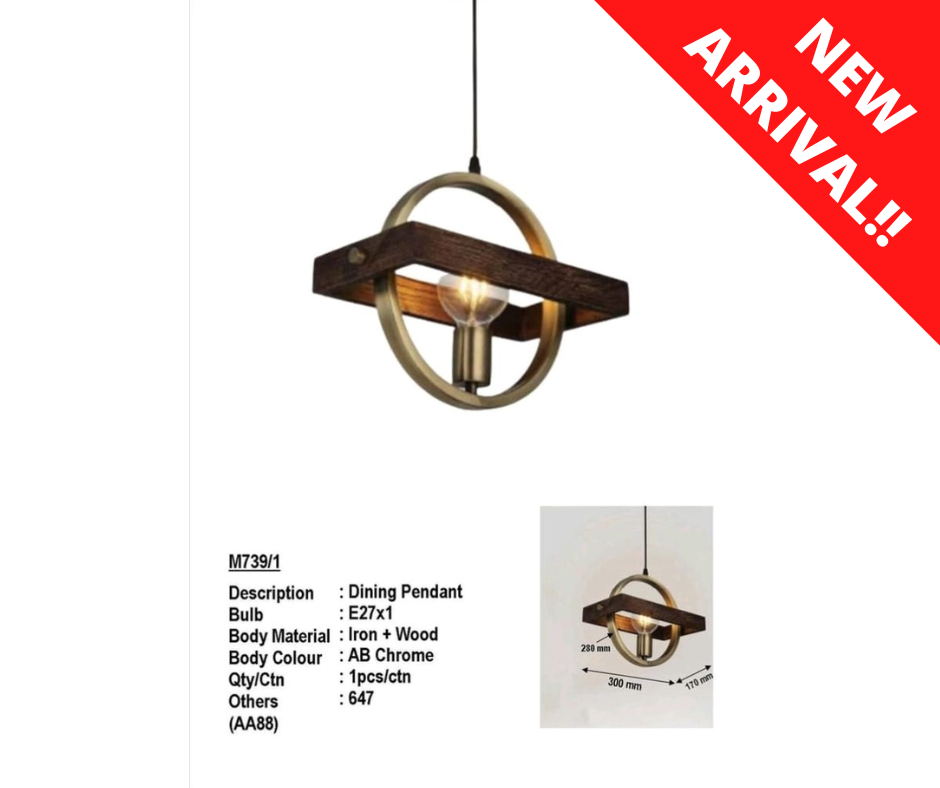 NEW
ARRIVAL!!
M739/1
Description : Dining Pendant
Bulb : E27x1
Body Material : Iron + Wood
Body Colour : AB Chrome
Qty/Ctn : 1pcs/ctn
Others : 647
(AA88)
280 mm
300 mm
170 mm